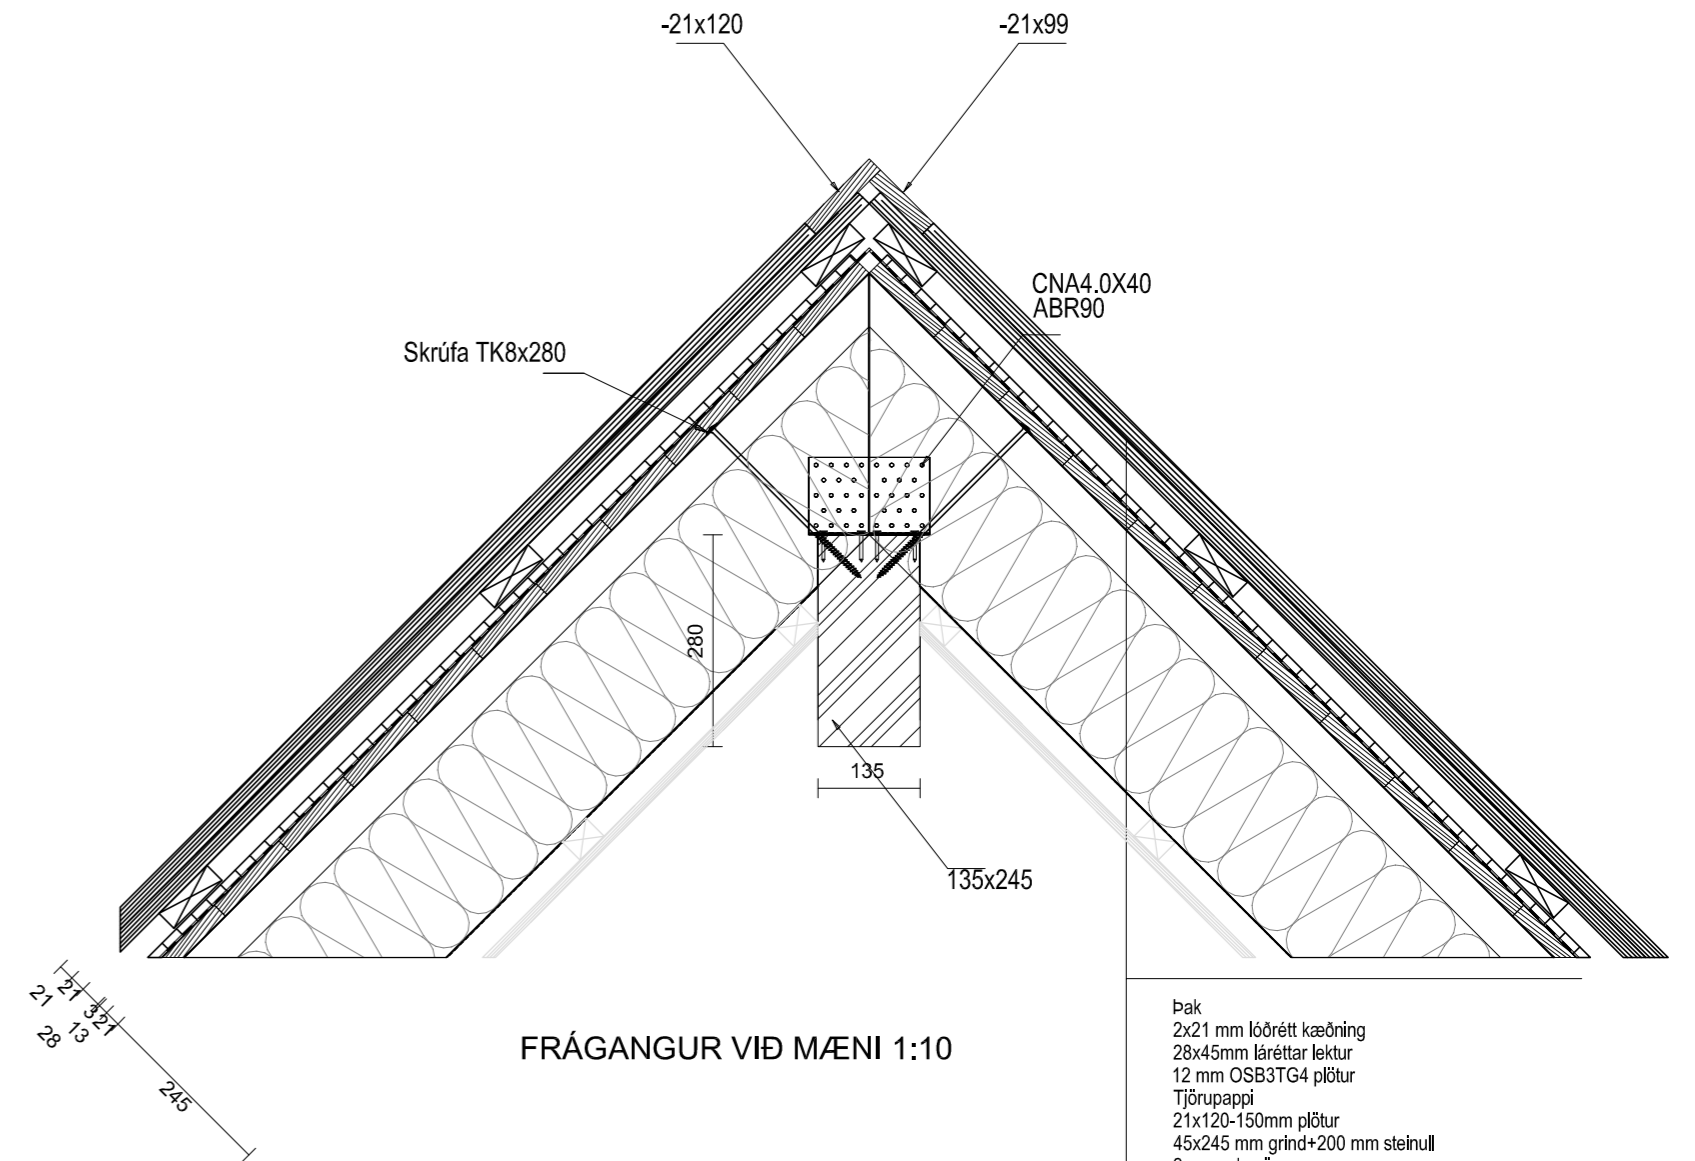 -21x120
-21x99
CNA4.0X40
ABR90
Skrúfa TK8x280
280
135
135x245
21
21
3
21
13
28
245
FRÁGANGUR VIÐ MÆNI 1:10
Þak
2x21 mm lóðrétt kæðning
28x45mm láréttar lektur
12 mm OSB3TG4 plötur
Tjörupappi
21x120-150mm plötur
45x245 mm grind+200 mm steinull